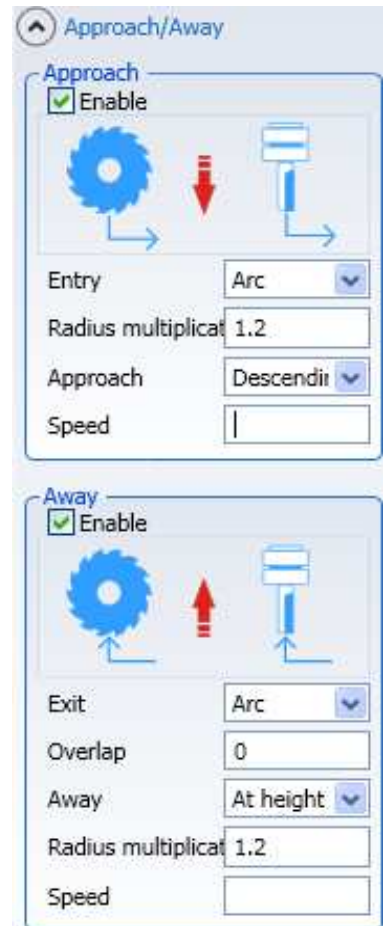 Approach/Away
Approach
Enable
Entry Arc
Radius multiplicat 1.2
Approach Descendir
Speed
Away
Enable
Exit Arc
Overlap 0
Away At height
Radius multiplicat 1.2
Speed